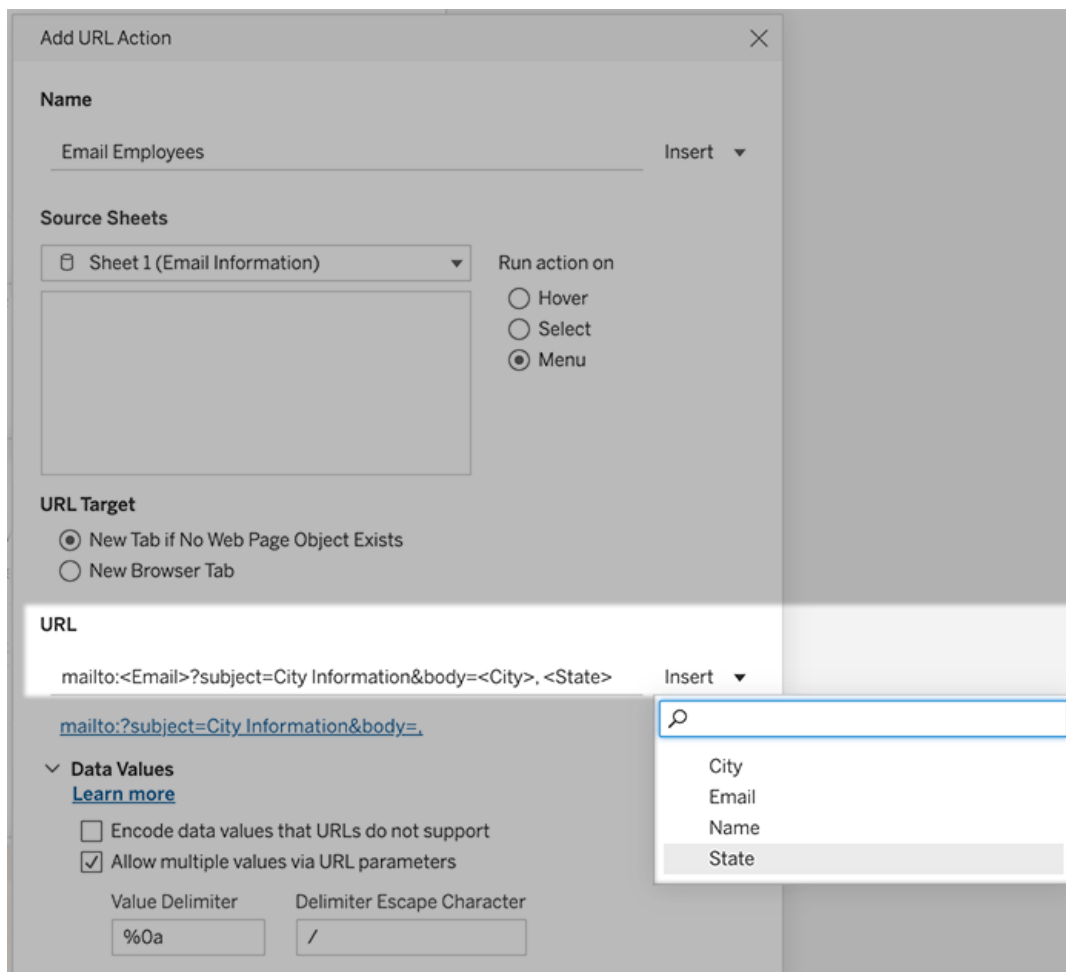 Add URL Action
Name
Email Employees Insert
Source Sheets
Sheet 1 (Email Information)
Run action on
Hover
Select
Menu
URL Target
New Tab if No Web Page Object Exists
New Browser Tab
URL
mailto:<Email>?subject=City Information&body=<City>, <State> Insert
mailto:?subject=City Information&body=,
City
Email
Name
State
Data Values
Learn more
Encode data values that URLs do not support
Allow multiple values via URL parameters
Value Delimiter Delimiter Escape Character
%0a /